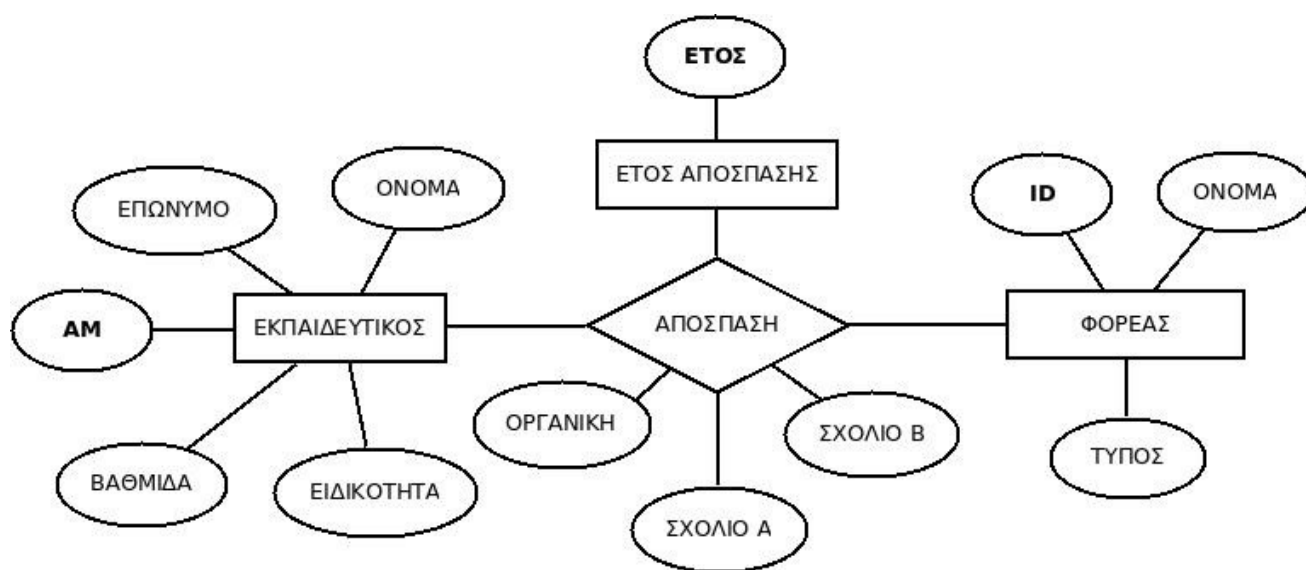 ΕΤΟΣ
ΕΤΟΣ ΑΠΟΣΠΑΣΗΣ
ΕΠΩΝΥΜΟ
ΟΝΟΜΑ
ID
ΟΝΟΜΑ
ΑΜ
ΕΚΠΑΙΔΕΥΤΙΚΟΣ
ΑΠΟΣΠΑΣΗ
ΦΟΡΕΑΣ
ΒΑΘΜΙΔΑ
ΕΙΔΙΚΟΤΗΤΑ
ΟΡΓΑΝΙΚΗ
ΣΧΟΛΙΟ Α
ΣΧΟΛΙΟ Β
ΤΥΠΟΣ